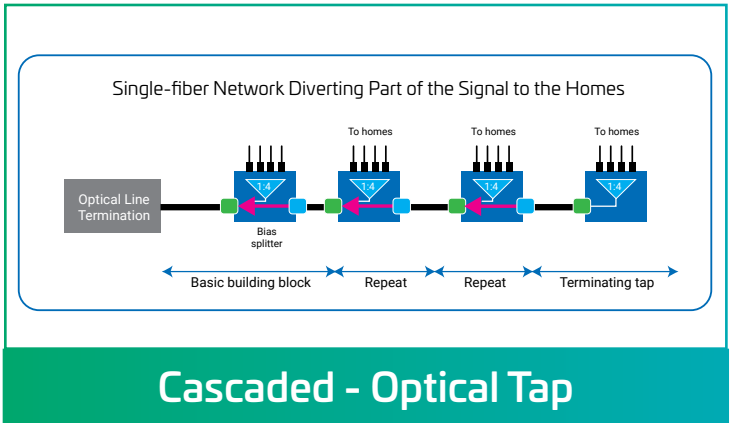 Single-fiber Network Diverting Part of the Signal to the Homes
To homes
To homes
To homes
1:4
1:4
1:4
1:4
Optical Line
Termination
Bias
splitter
Basic building block
Repeat
Repeat
Terminating tap
Cascaded - Optical Tap